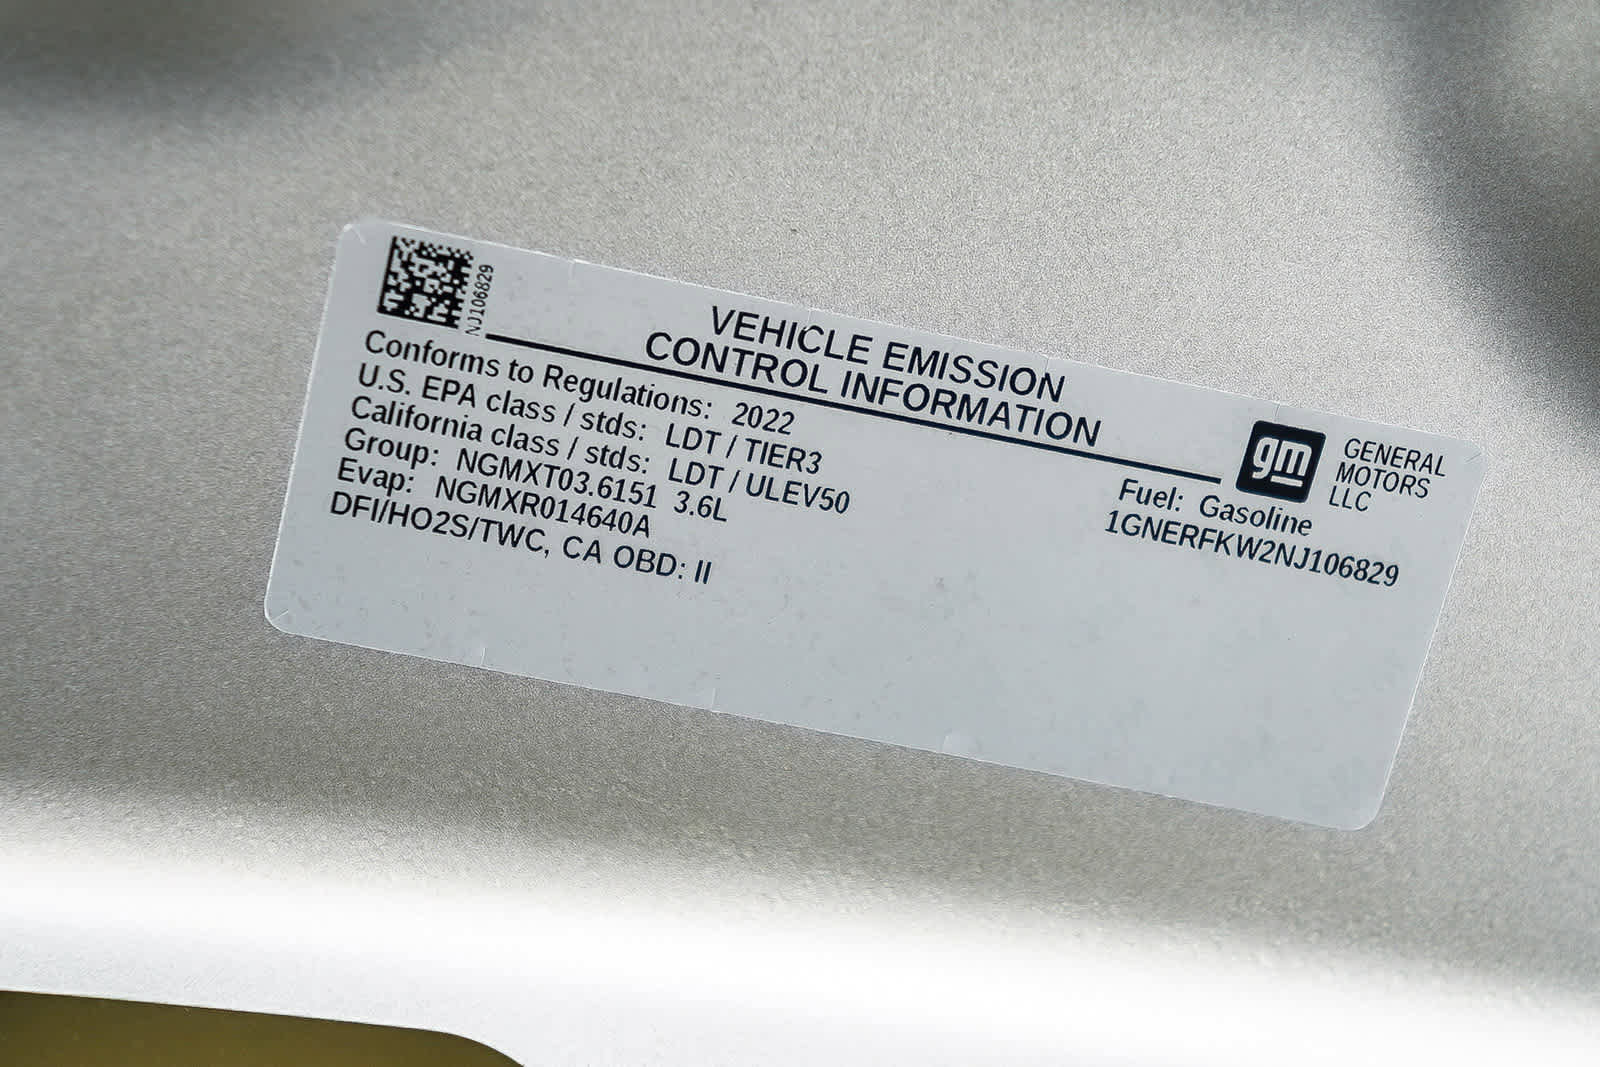 NJ106829
VEHICLE EMISSION
CONTROL INFORMATION
gm
GENERAL
MOTORS
LLC
Conforms to Regulations: 2022
U.S. EPA class / stds: LDT / TIER3
California class / stds: LDT / ULEV50
Group: NGMXT03.6151 3.6L
Evap: NGMXR014640A
DFI/HO2S/TWC, CA OBD: II
Fuel: Gasoline
1GNERFKW2NJ106829